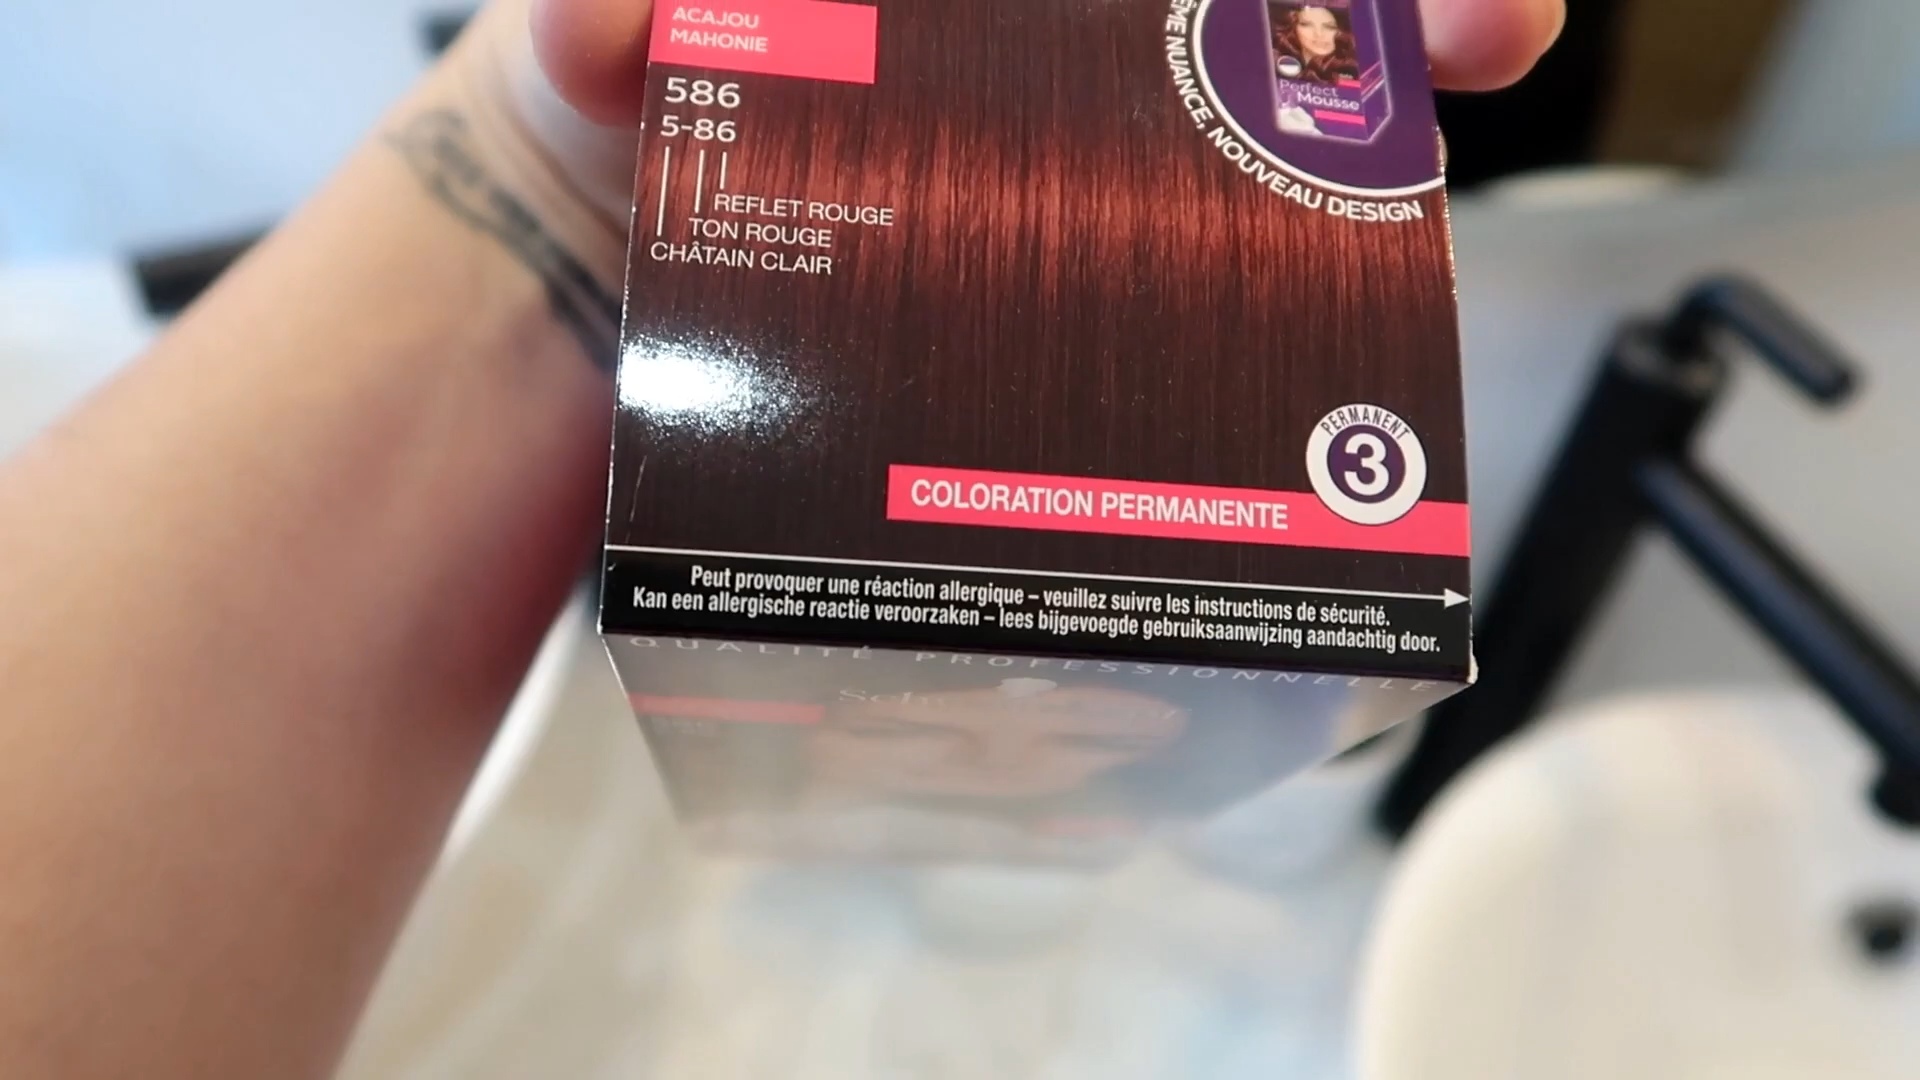 ACAJOU
MAHONIE
586
5-86
REFLET ROUGE
TON ROUGE
CHÂTAIN CLAIR
NUANCE, NOUVEAU DESIGN
Perfect
Mousse
PERMANENT
3
COLORATION PERMANENTE
Peut provoquer une réaction allergique – veuillez suivre les instructions de sécurité.
Kan een allergische reactie veroorzaken – lees bijgevoegde gebruiksaanwijzing aandachtig door.
QUALITÉ PROFESSIONNELLE